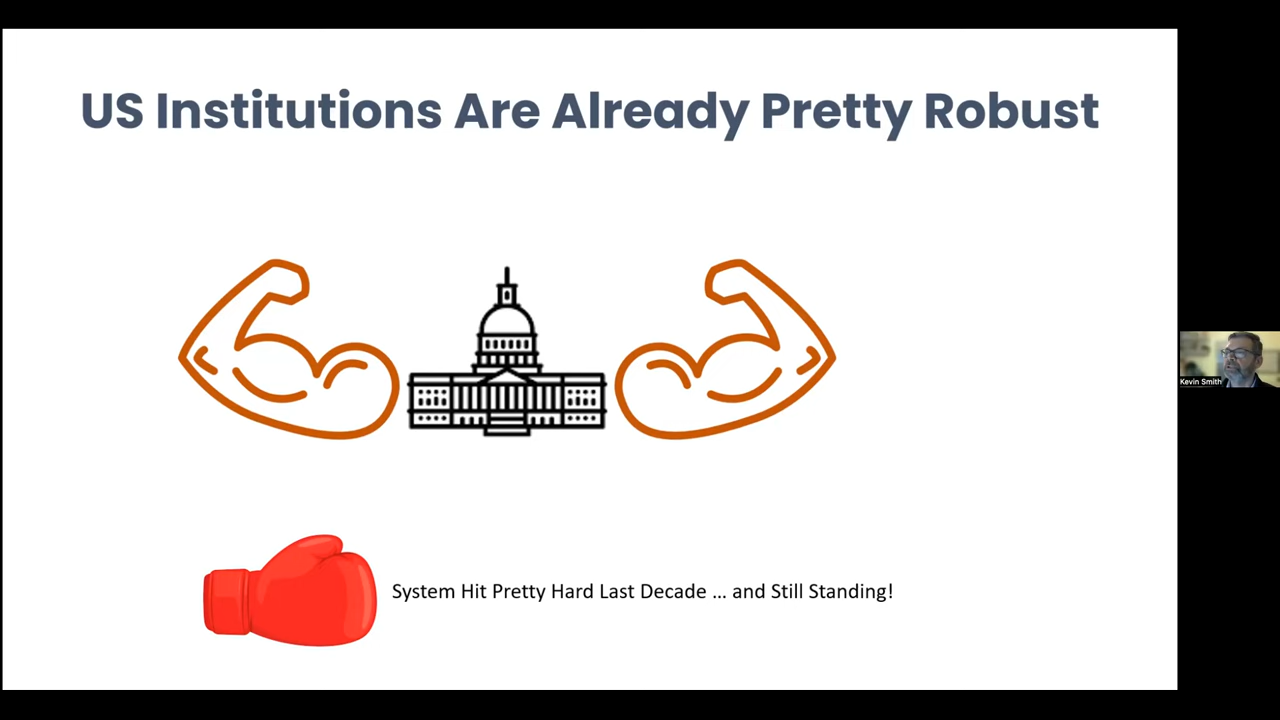 US Institutions Are Already Pretty Robust
Kevin Smith
System Hit Pretty Hard Last Decade ... and Still Standing!